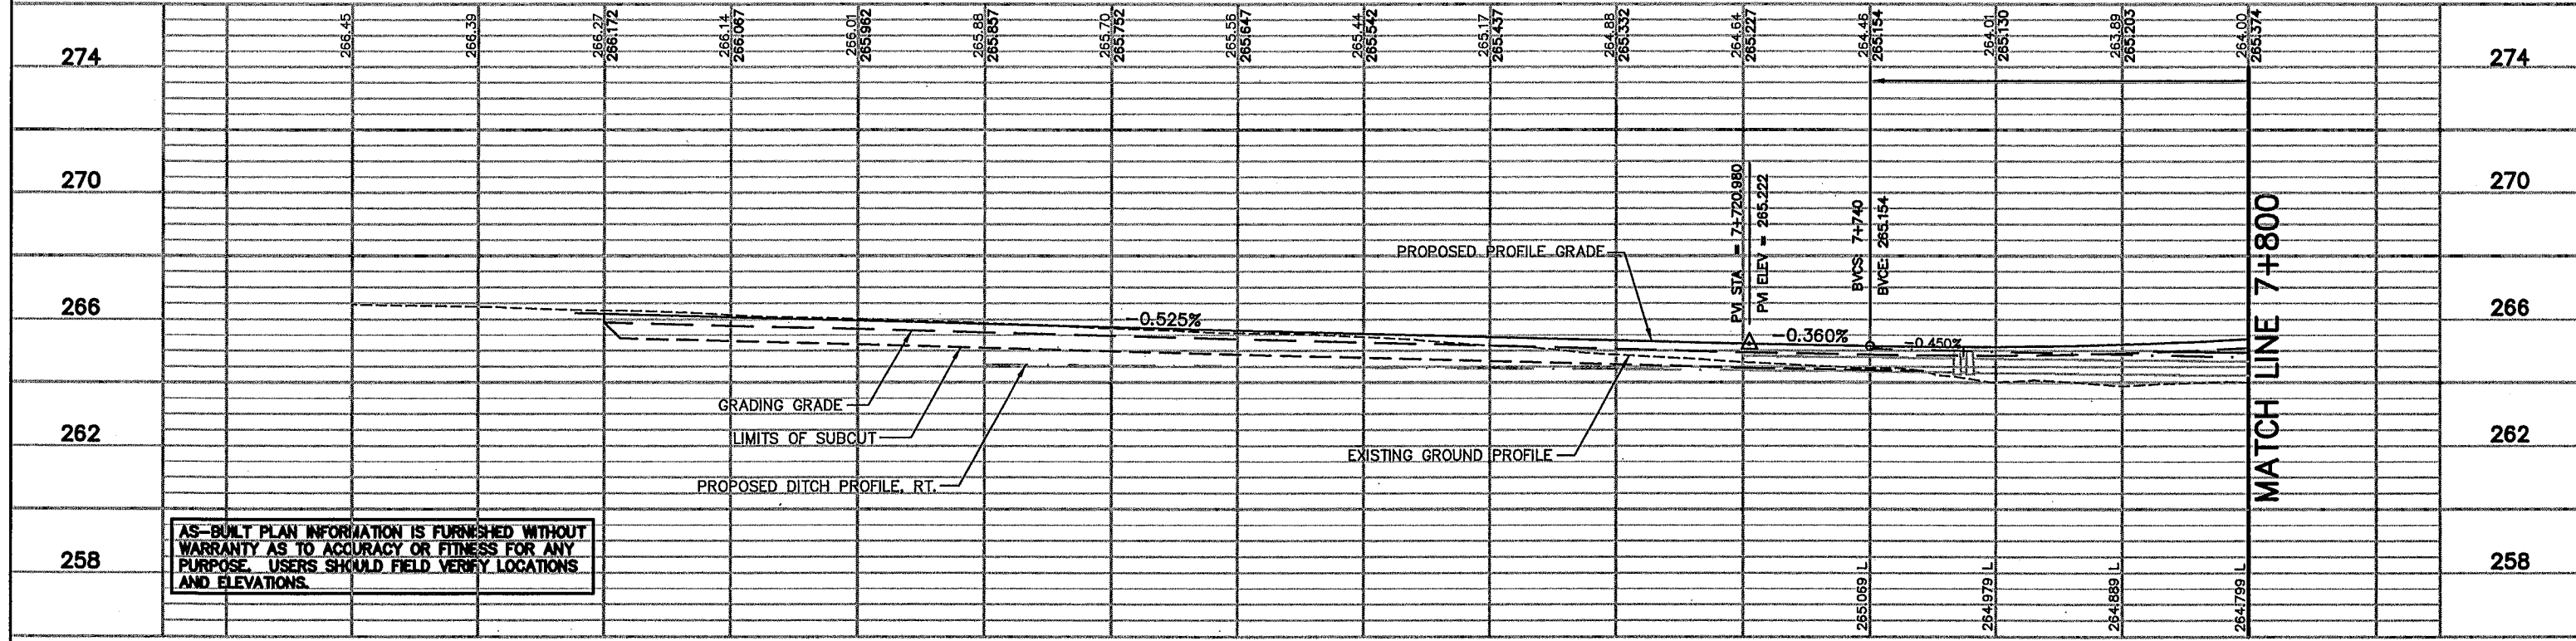 266.45
266.39
266.27
266.172
266.14
266.067
266.01
265.962
265.88
265.857
265.70
265.752
265.56
265.647
265.44
265.542
265.17
265.437
264.88
265.332
264.64
265.227
264.46
265.154
264.01
265.130
263.89
265.203
264.00
265.374
274
274
270
270
PVI STA = 7+720.980
PVI ELEV = 265.222
BVCS: 7+740
BVCE: 265.154
MATCH LINE 7+800
PROPOSED PROFILE GRADE
266
266
-0.525%
-0.360%
-0.450%
GRADING GRADE
LIMITS OF SUBCUT
262
262
EXISTING GROUND PROFILE
PROPOSED DITCH PROFILE, RT.
AS-BUILT PLAN INFORMATION IS FURNISHED WITHOUT
WARRANTY AS TO ACCURACY OR FITNESS FOR ANY
PURPOSE. USERS SHOULD FIELD VERIFY LOCATIONS
AND ELEVATIONS.
258
258
265.069 L
264.979 L
264.889 L
264.799 L